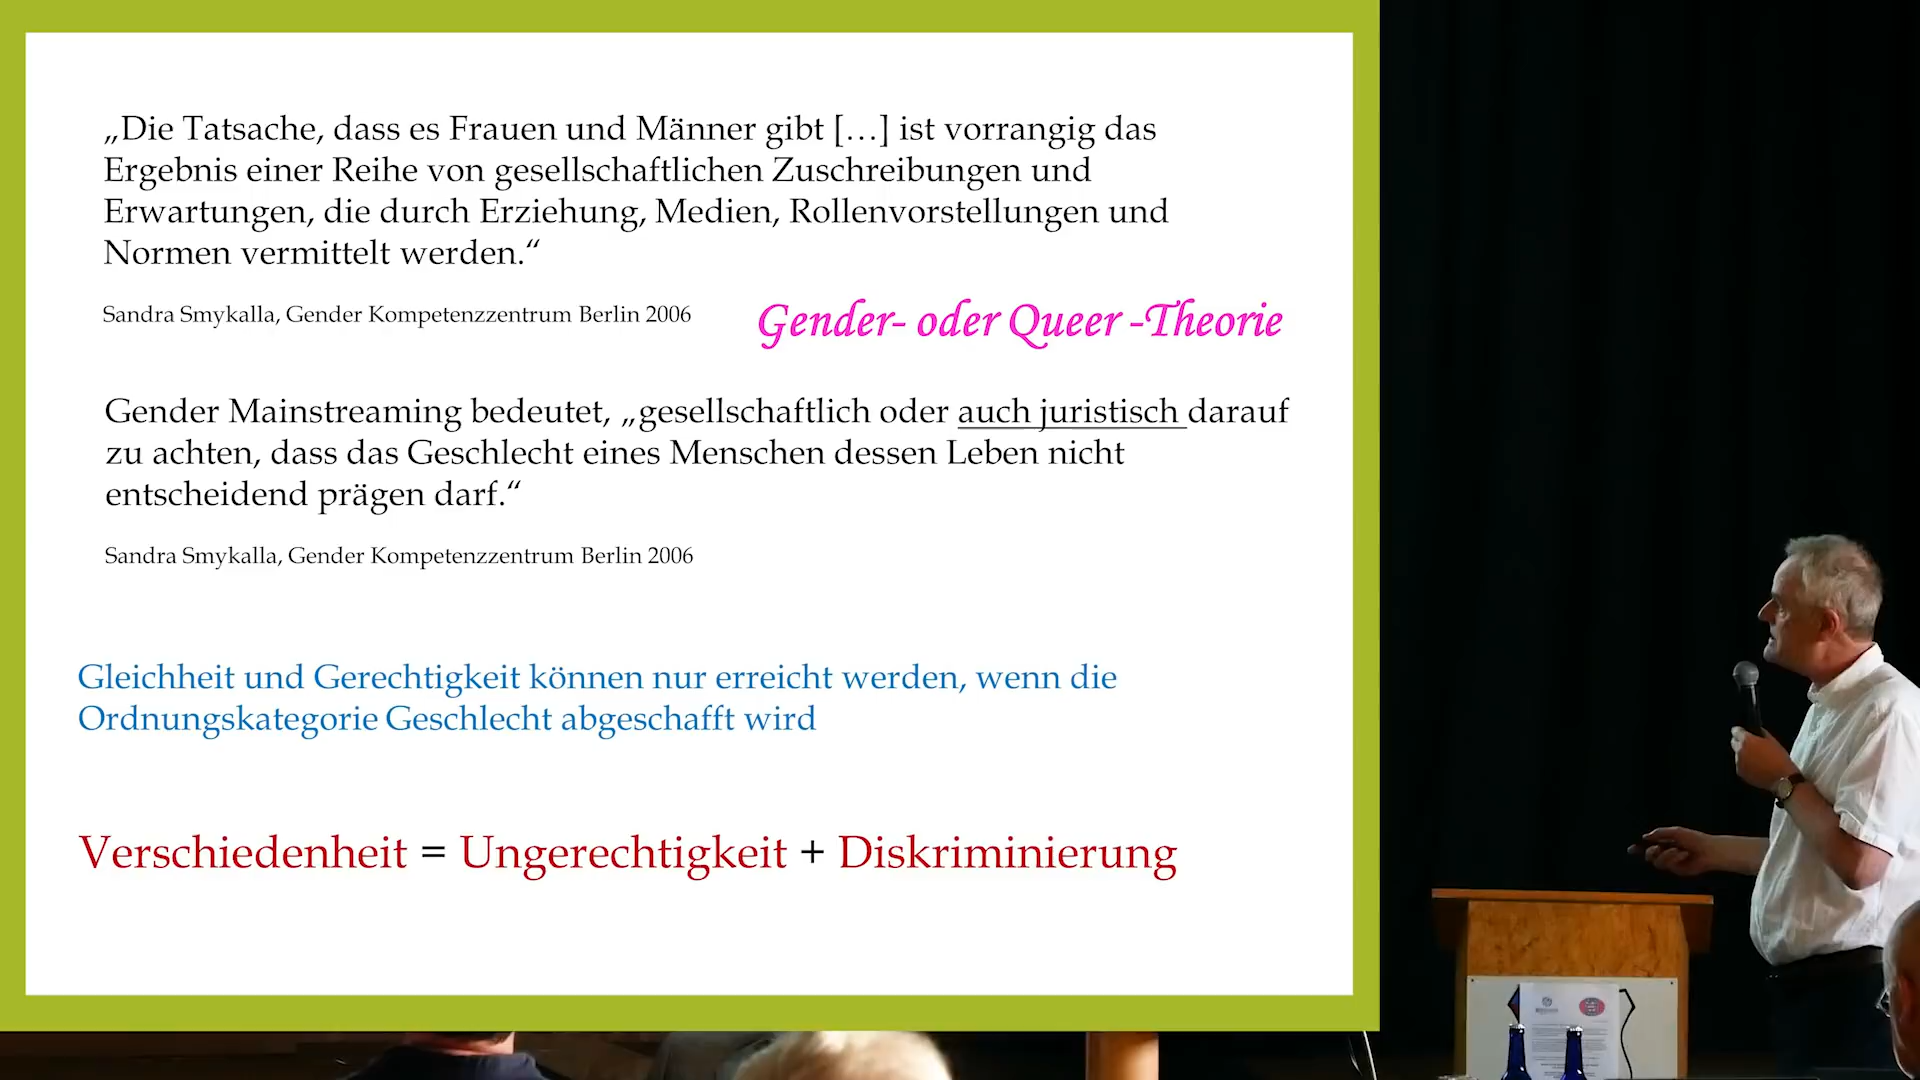 „Die Tatsache, dass es Frauen und Männer gibt […] ist vorrangig das
Ergebnis einer Reihe von gesellschaftlichen Zuschreibungen und
Erwartungen, die durch Erziehung, Medien, Rollenvorstellungen und
Normen vermittelt werden.“
Sandra Smykalla, Gender Kompetenzzentrum Berlin 2006
Gender- oder Queer -Theorie
Gender Mainstreaming bedeutet, „gesellschaftlich oder auch juristisch darauf
zu achten, dass das Geschlecht eines Menschen dessen Leben nicht
entscheidend prägen darf.“
Sandra Smykalla, Gender Kompetenzzentrum Berlin 2006
Gleichheit und Gerechtigkeit können nur erreicht werden, wenn die
Ordnungskategorie Geschlecht abgeschafft wird
Verschiedenheit = Ungerechtigkeit + Diskriminierung